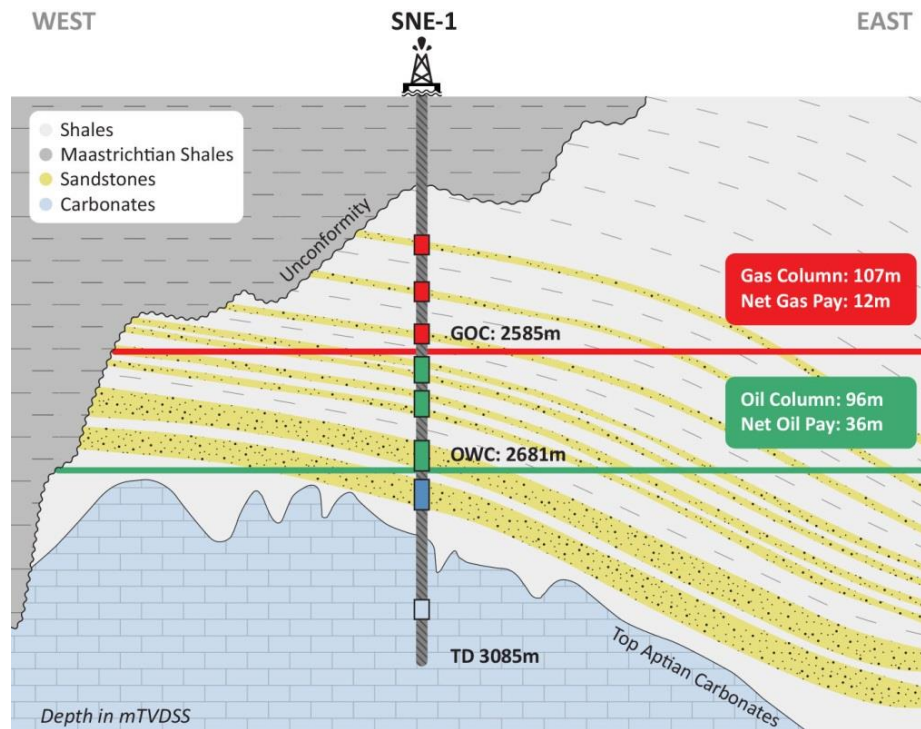 WEST
SNE-1
EAST
Shales
Maastrichtian Shales
Sandstones
Carbonates
Unconformity
Gas Column: 107m
Net Gas Pay: 12m
GOC: 2585m
Oil Column: 96m
Net Oil Pay: 36m
OWC: 2681m
TD 3085m
Top Aptian Carbonates
Depth in mTVDSS